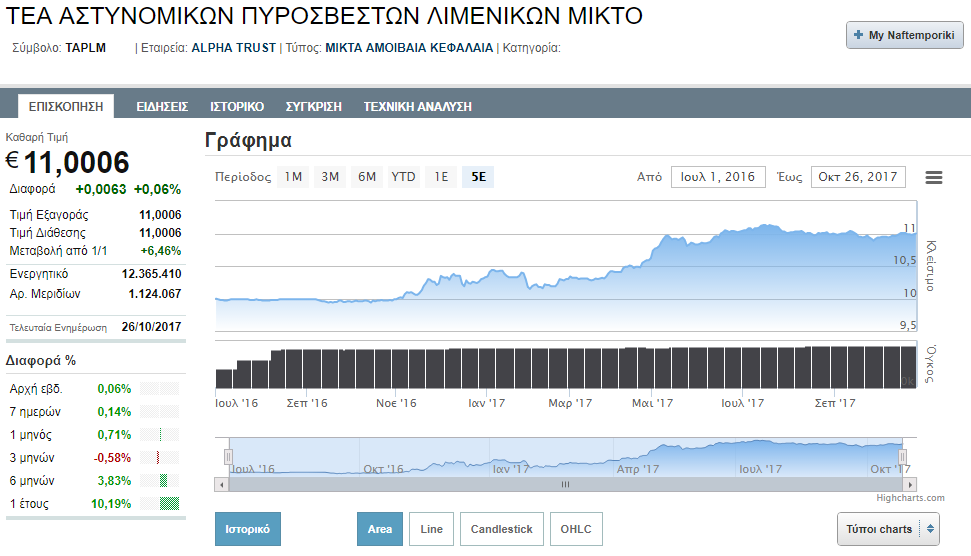 ΤΕΑ ΑΣΤΥΝΟΜΙΚΩΝ ΠΥΡΟΣΒΕΣΤΩΝ ΛΙΜΕΝΙΚΩΝ ΜΙΚΤΟ
Σύμβολο: TAPLM | Εταιρεία: ALPHA TRUST | Τύπος: ΜΙΚΤΑ ΑΜΟΙΒΑΙΑ ΚΕΦΑΛΑΙΑ | Κατηγορία:
+ My Naftemporiki
ΕΠΙΣΚΟΠΗΣΗ ΕΙΔΗΣΕΙΣ ΙΣΤΟΡΙΚΟ ΣΥΓΚΡΙΣΗ ΤΕΧΝΙΚΗ ΑΝΑΛΥΣΗ
Καθαρή Τιμή
€ 11,0006
Διαφορά +0,0063 +0,06%
Τιμή Εξαγοράς 11,0006
Τιμή Διάθεσης 11,0006
Μεταβολή από 1/1 +6,46%
Ενεργητικό 12.365.410
Αρ. Μεριδίων 1.124.067
Τελευταία Ενημέρωση 26/10/2017
Διαφορά %
Αρχή εβδ. 0,06%
7 ημερών 0,14%
1 μηνός 0,71%
3 μηνών -0,58%
6 μηνών 3,83%
1 έτους 10,19%
Γράφημα
Περίοδος 1M 3M 6M YTD 1E 5E
Από Ιουλ 1, 2016 Έως Οκτ 26, 2017
11
10,5
10
9,5
Κλείσιμο
Όγκος
0k
Ιουλ '16 Σεπ '16 Νοε '16 Ιαν '17 Μαρ '17 Μαι '17 Ιουλ '17 Σεπ '17
Ιουλ '16 Οκτ '16 Ιαν '17 Απρ '17 Ιουλ '17 Οκτ '17
Highcharts.com
Ιστορικό Area Line Candlestick OHLC Τύποι charts